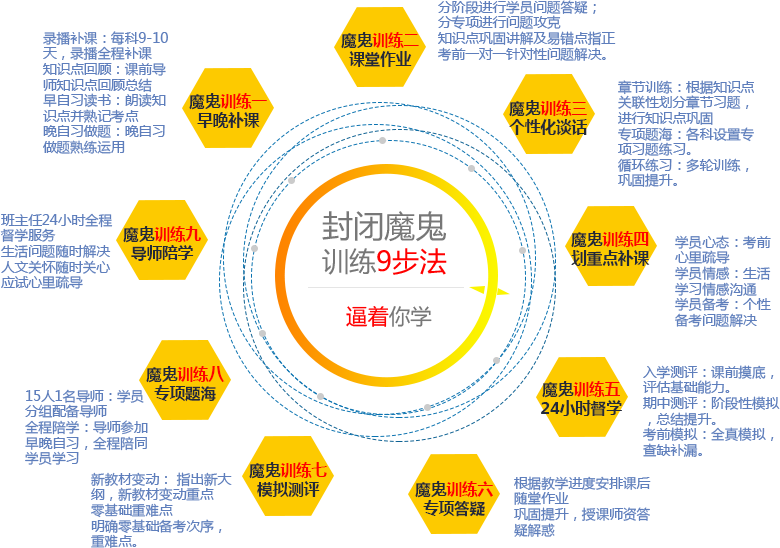 封闭魔鬼
训练9步法
逼着你学
魔鬼训练一
早晚补课
录播补课：每科9-10
天，录播全程补课
知识点回顾：课前导
师知识点回顾总结
早自习读书：朗读知
识点并熟记考点
晚自习做题：晚自习
做题熟练运用
魔鬼训练二
课堂作业
分阶段进行学员问题答疑；
分专项进行问题攻克
知识点巩固讲解及易错点指正
考前一对一针对性问题解决。
魔鬼训练三
个性化谈话
章节训练：根据知识点
关联性划分章节习题，
进行知识点巩固
专项题海：各科设置专
项习题练习。
循环练习：多轮训练，
巩固提升。
魔鬼训练四
划重点补课
学员心态：考前
心里疏导
学员情感：生活
学习情感沟通
学员备考：个性
备考问题解决
魔鬼训练五
24小时督学
入学测评：课前摸底，
评估基础能力。
期中测评：阶段性模拟
，总结提升。
考前模拟：全真模拟，
查缺补漏。
魔鬼训练六
专项答疑
根据教学进度安排课后
随堂作业
巩固提升，授课师资答
疑解惑
魔鬼训练七
模拟测评
新教材变动： 指出新大
纲，新教材变动重点
零基础重难点
明确零基础备考次序，
重难点。
魔鬼训练八
专项题海
15人1名导师：学员
分组配备导师
全程陪学：导师参加
早晚自习，全程陪同
学员学习
魔鬼训练九
导师陪学
班主任24小时全程
督学服务
生活问题随时解决
人文关怀随时关心
应试心里疏导